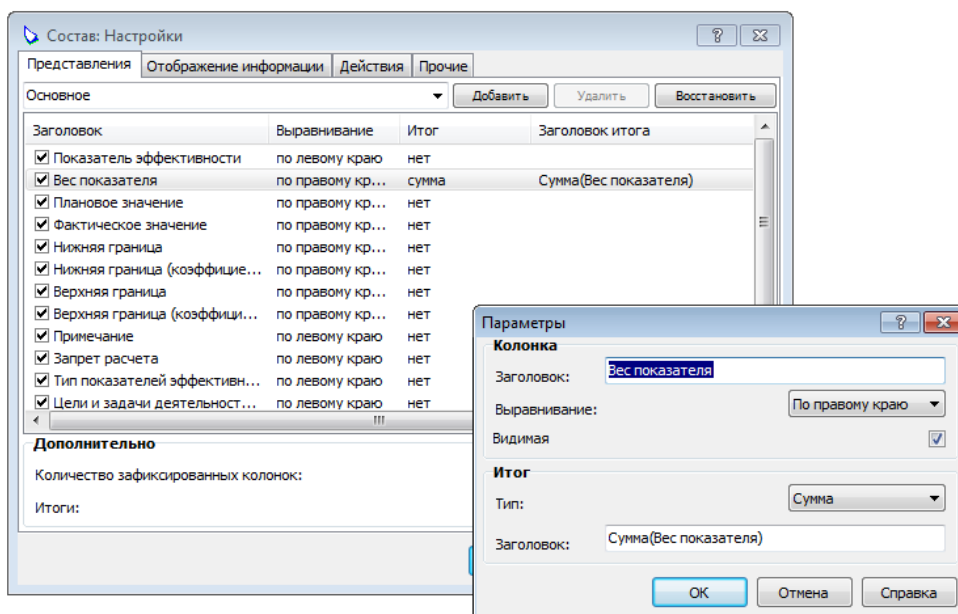 Состав: Настройки
Представления Отображение информации Действия Прочие
Основное Добавить Удалить Восстановить
Заголовок Выравнивание Итог Заголовок итога
Показатель эффективности по левому краю нет
Вес показателя по правому кр... сумма Сумма(Вес показателя)
Плановое значение по правому кр... нет
Фактическое значение по правому кр... нет
Нижняя граница по правому кр... нет
Нижняя граница (коэффицие... по правому кр... нет
Верхняя граница по правому кр... нет
Верхняя граница (коэффици... по правому кр... нет
Примечание по левому краю нет
Запрет расчета по левому краю нет
Тип показателей эффективн... по левому краю нет
Цели и задачи деятельност... по левому краю нет
Дополнительно
Количество зафиксированных колонок:
Итоги:
Параметры
Колонка
Заголовок: Вес показателя
Выравнивание: По правому краю
Видимая
Итог
Тип: Сумма
Заголовок: Сумма(Вес показателя)
ОК Отмена Справка